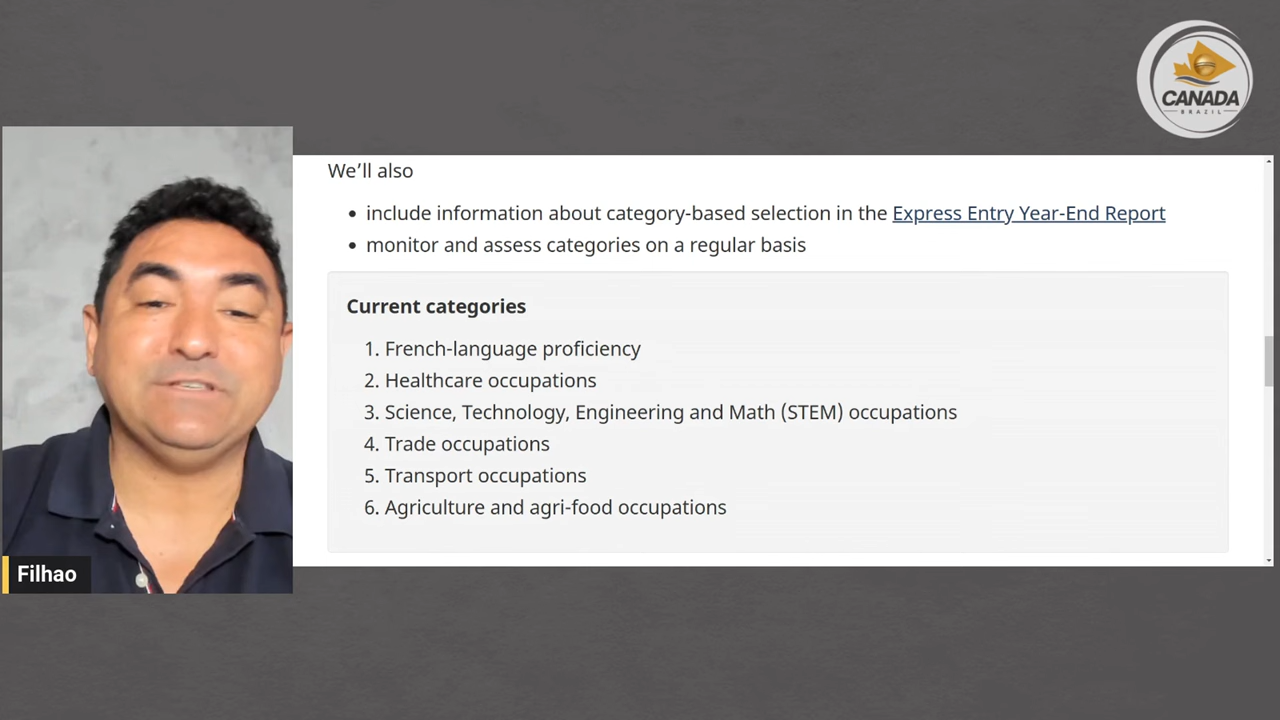 CANADA
BRAZIL
We’ll also
• include information about category-based selection in the Express Entry Year-End Report
• monitor and assess categories on a regular basis
Current categories
1. French-language proficiency
2. Healthcare occupations
3. Science, Technology, Engineering and Math (STEM) occupations
4. Trade occupations
5. Transport occupations
6. Agriculture and agri-food occupations
Filhao